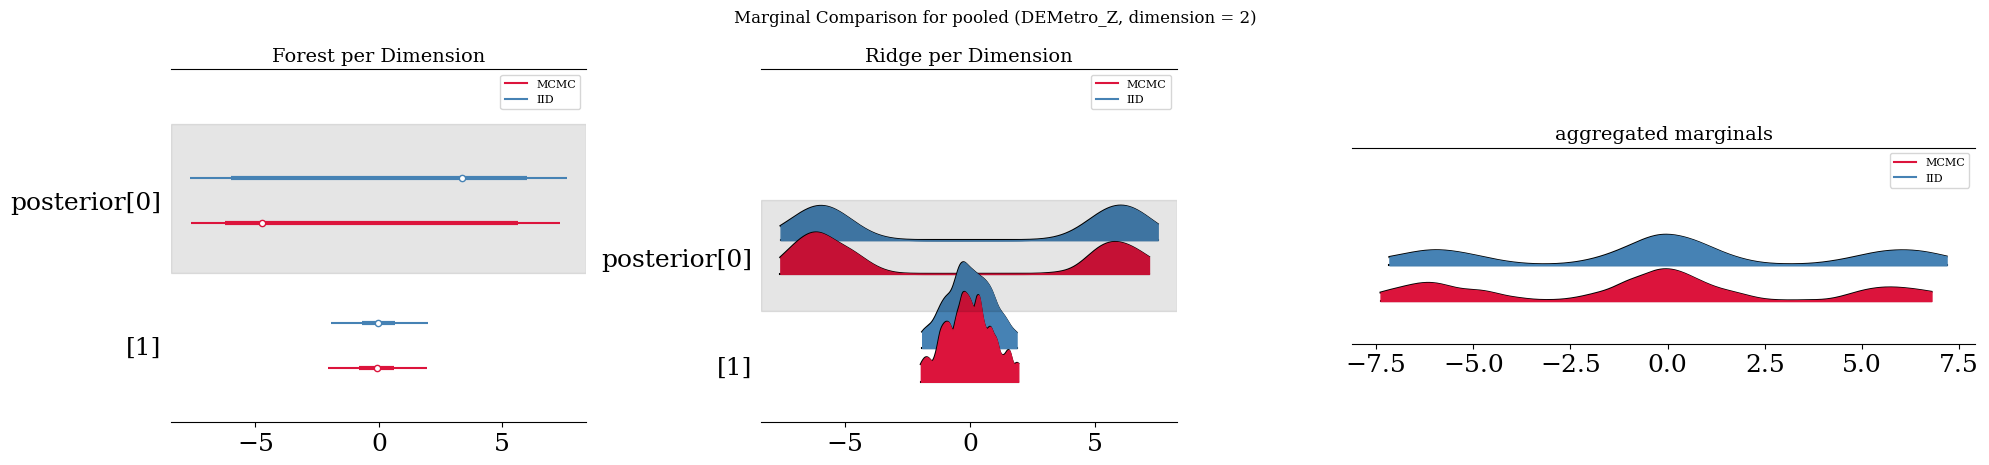 Marginal Comparison for pooled (DEMetro_Z, dimension = 2)
Forest per Dimension
MCMC
IID
posterior[0]
[1]
−5 0 5
Ridge per Dimension
MCMC
IID
posterior[0]
[1]
−5 0 5
aggregated marginals
MCMC
IID
−7.5 −5.0 −2.5 0.0 2.5 5.0 7.5